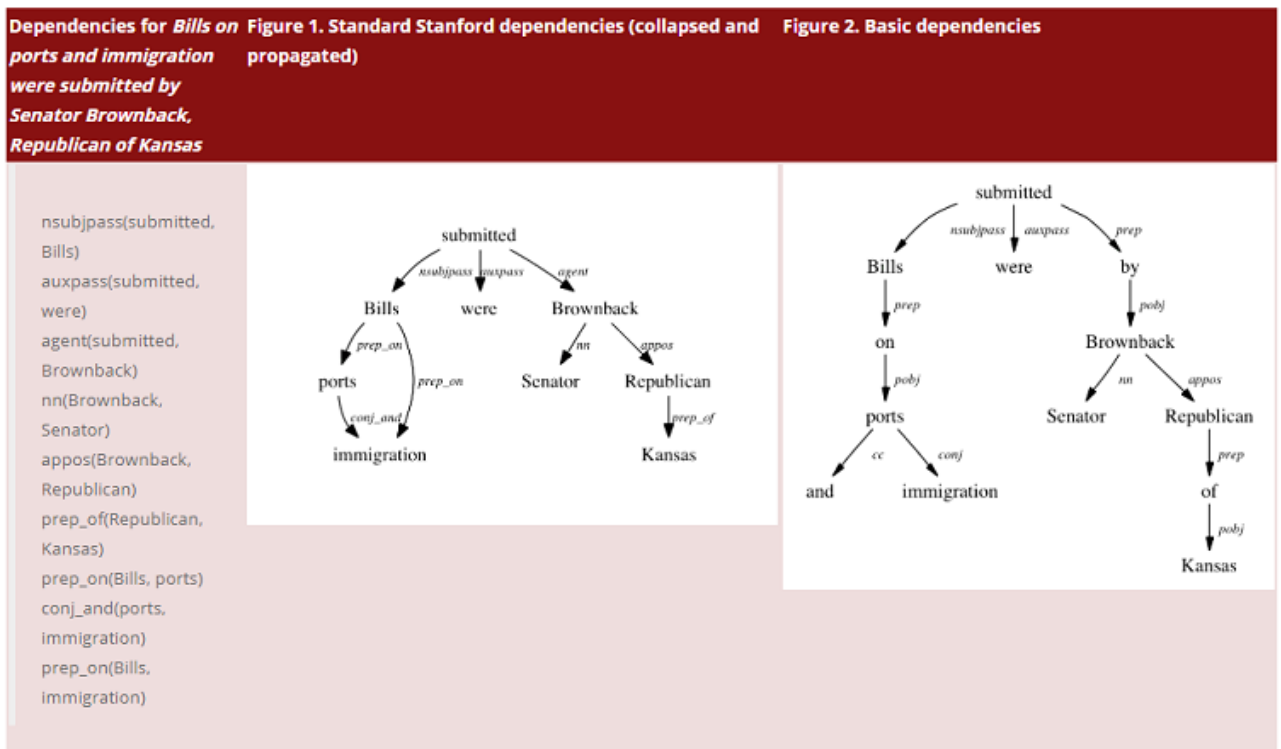 Dependencies for Bills on
ports and immigration
were submitted by
Senator Brownback,
Republican of Kansas
Figure 1. Standard Stanford dependencies (collapsed and
propagated)
Figure 2. Basic dependencies
nsubjpass(submitted,
Bills)
auxpass(submitted,
were)
agent(submitted,
Brownback)
nn(Brownback,
Senator)
appos(Brownback,
Republican)
prep_of(Republican,
Kansas)
prep_on(Bills, ports)
conj_and(ports,
immigration)
prep_on(Bills,
immigration)
submitted
nsubjpass auxpass agent
Bills were Brownback
prep_on nn appos
ports prep_on Senator Republican
conj_and prep_of
immigration Kansas
submitted
nsubjpass auxpass prep
Bills were by
prep pobj
on Brownback
pobj nn appos
ports Senator Republican
cc conj prep
and immigration of
pobj
Kansas